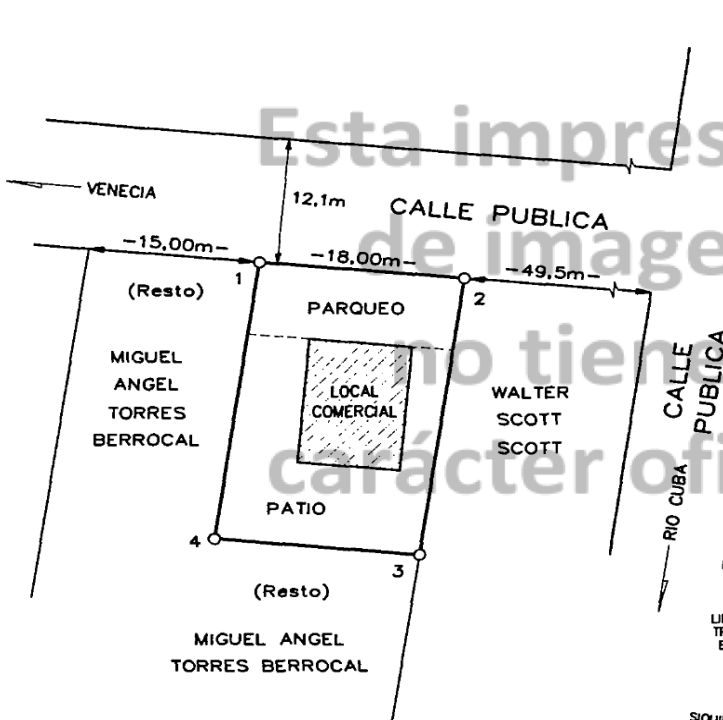 Esta impres
VENECIA
12,1m
CALLE PUBLICA
de image
-15,00m-
-18.00m-
-49,5m-
1
2
(Resto)
PARQUEO
no tien
MIGUEL
ANGEL
TORRES
BERROCAL
LOCAL
COMERCIAL
WALTER
SCOTT
SCOTT
CALLE
PUBLICA
carácter ofi
RIO CUBA
PATIO
4
3
(Resto)
MIGUEL ANGEL
TORRES BERROCAL